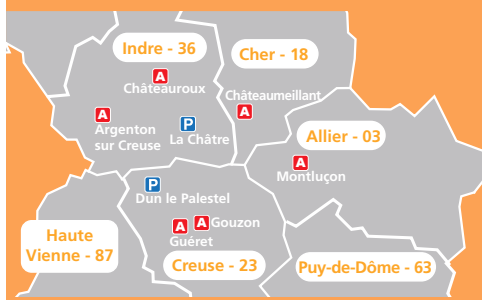 Indre - 36
Cher - 18
A
Châteauroux
Châteaumeillant
A
A
Argenton
sur Creuse
P
La Châtre
Allier - 03
A
Montluçon
P
Dun le Palestel
A
Gouzon
A
Guéret
Haute
Vienne - 87
Creuse - 23
Puy-de-Dôme - 63